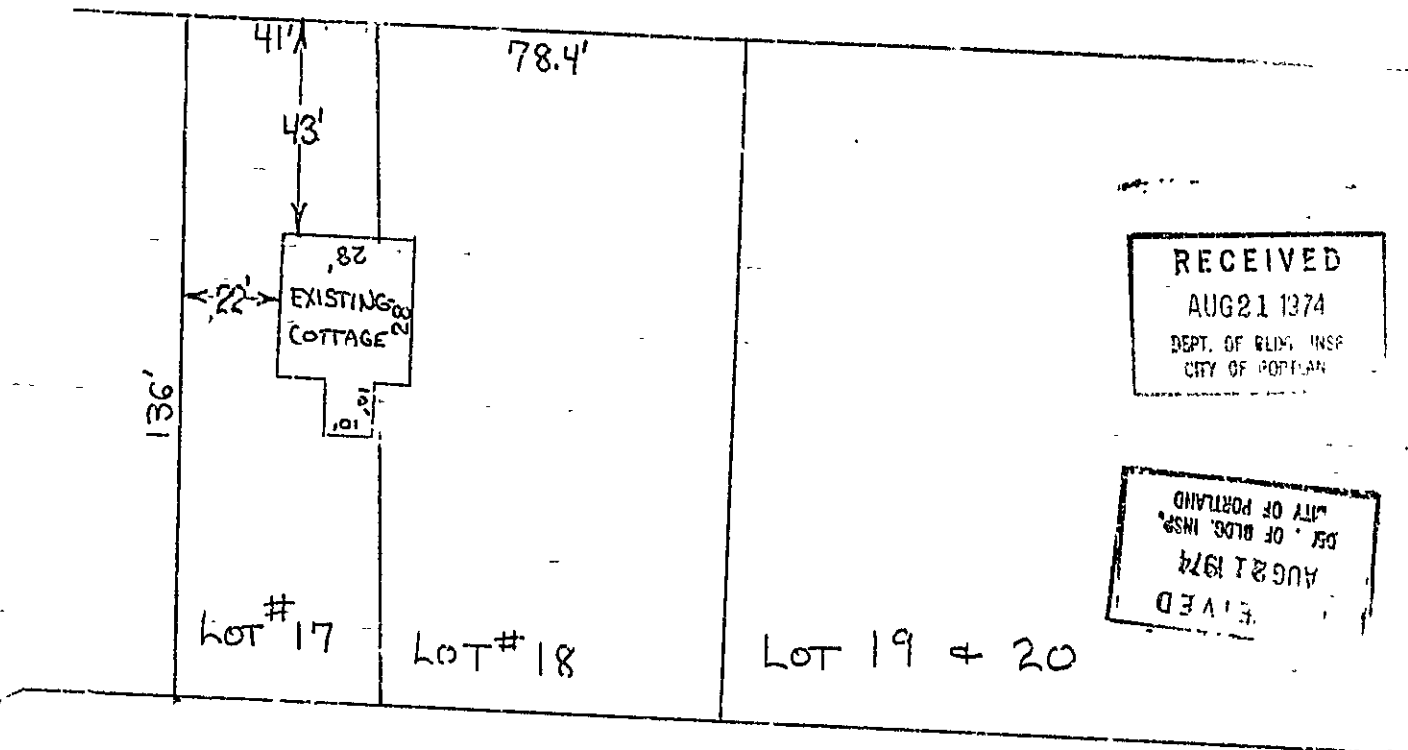 41'
78.4'
43'
28'
22'
EXISTING
COTTAGE
28
136'
10'
10'
LOT #17
LOT #18
LOT 19 & 20
RECEIVED
AUG 21 1974
DEPT. OF BLDG. INSP
CITY OF PORTLAN
EIVED
AUG 21 1974
OF BLDG. INSP.
CITY OF PORTLAND